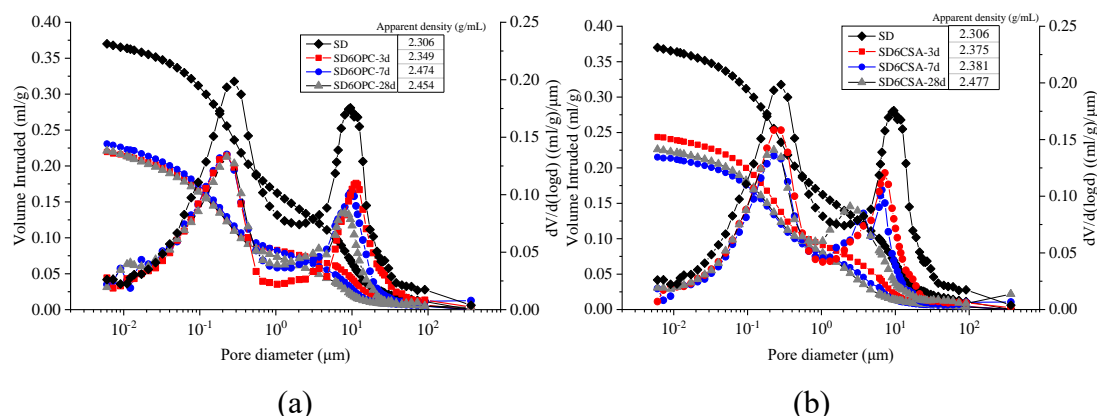 Apparent density (g/mL)
SD 2.306
SD6OPC-3d 2.349
SD6OPC-7d 2.474
SD6OPC-28d 2.454
0.40
0.35
0.30
0.25
0.20
0.15
0.10
0.05
0.00
Volume Intruded (ml/g)
0.25
0.20
0.15
0.10
0.05
0.00
dV/d(logd) ((ml/g)/μm)
10-2 10-1 100 101 102
Pore diameter (μm)
(a)
Apparent density (g/mL)
SD 2.306
SD6CSA-3d 2.375
SD6CSA-7d 2.381
SD6CSA-28d 2.477
0.40
0.35
0.30
0.25
0.20
0.15
0.10
0.05
0.00
Volume Intruded (ml/g)
0.25
0.20
0.15
0.10
0.05
0.00
dV/d(logd) ((ml/g)/μm)
10-2 10-1 100 101 102
Pore diameter (μm)
(b)